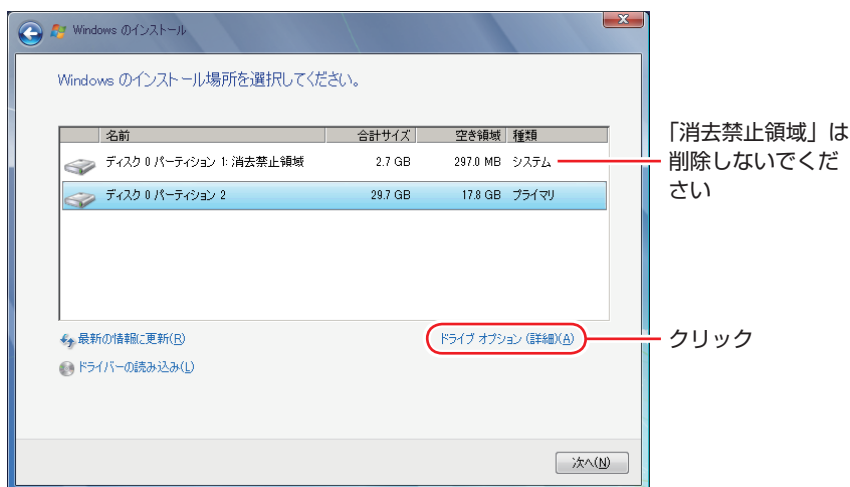 Windows のインストール
Windows のインストール場所を選択してください。
名前 合計サイズ 空き領域 種類
ディスク 0 パーティション 1: 消去禁止領域 2.7 GB 297.0 MB システム
ディスク 0 パーティション 2 29.7 GB 17.8 GB プライマリ
「消去禁止領域」は
削除しないでくだ
さい
最新の情報に更新(R)
ドライブ オプション (詳細)(A)
クリック
ドライバーの読み込み(L)
次へ(N)